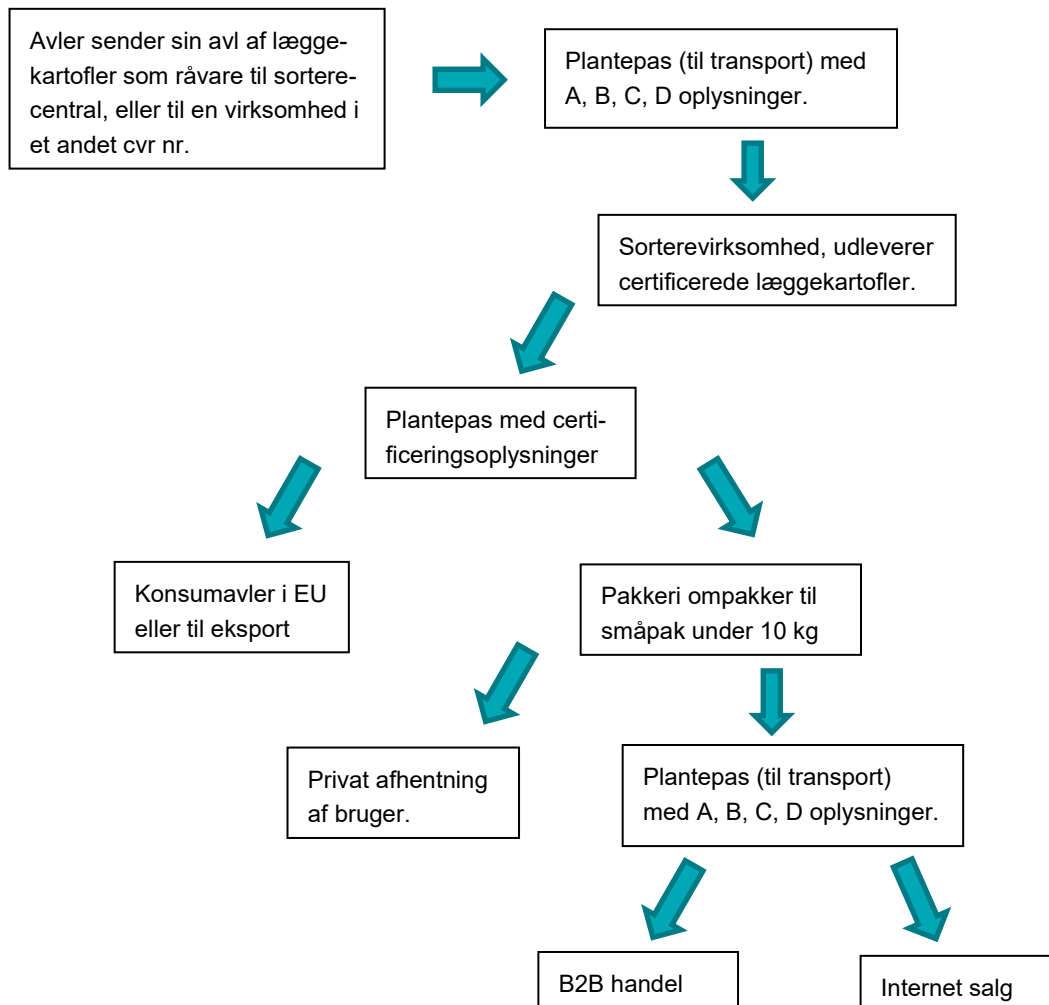 Avler sender sin avl af lægge-
kartofler som råvare til sortere-
central, eller til en virksomhed i
et andet cvr nr.
Plantepas (til transport) med
A, B, C, D oplysninger.
Sorterevirksomhed, udleverer
certificerede læggekartofler.
Plantepas med certi-
ficeringsoplysninger
Konsumavler i EU
eller til eksport
Pakkeri ompakker til
småpak under 10 kg
Privat afhentning
af bruger.
Plantepas (til transport)
med A, B, C, D oplysninger.
B2B handel
Internet salg